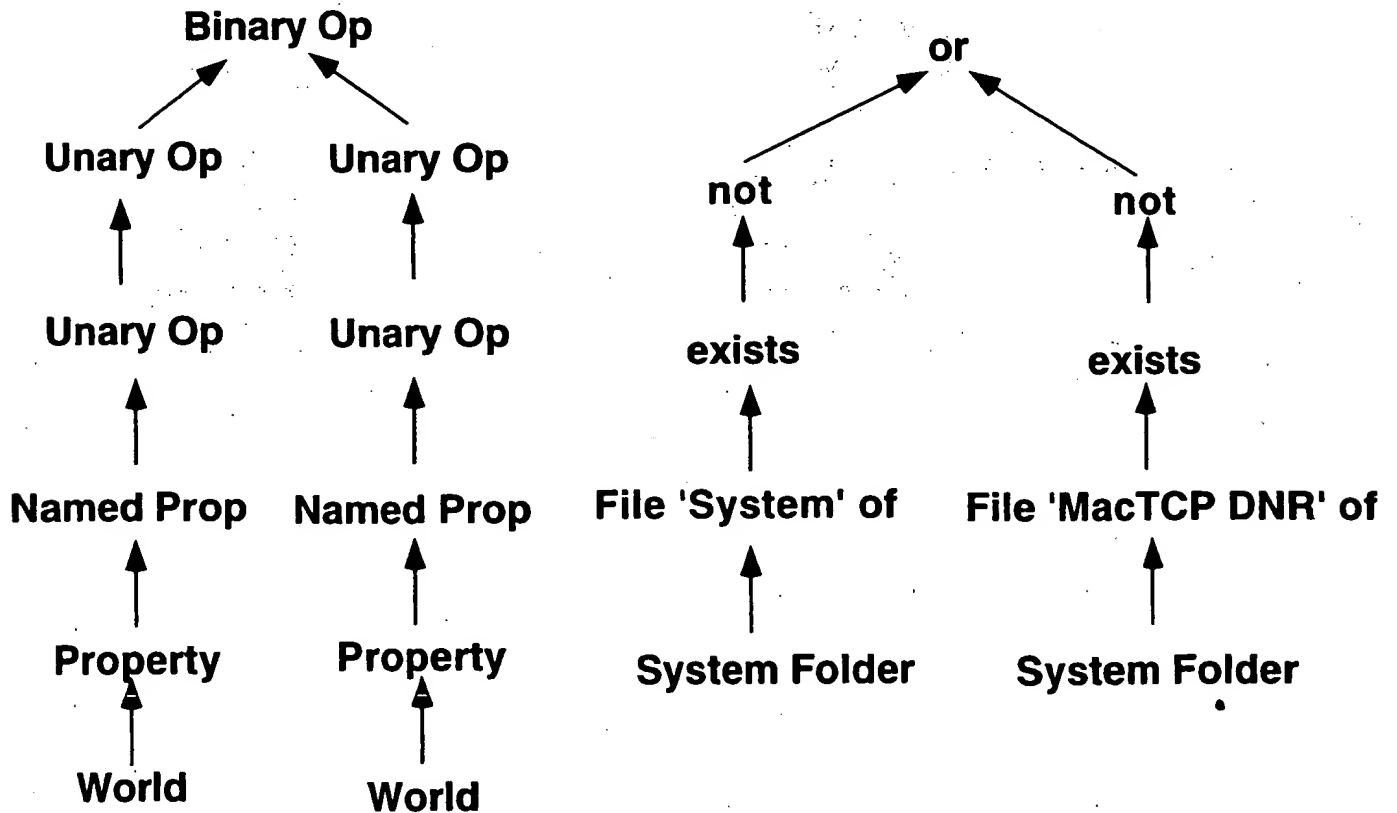 Binary Op
or
Unary Op Unary Op
not not
Unary Op Unary Op
exists exists
Named Prop Named Prop
File 'System' of File 'MacTCP DNR' of
Property Property
System Folder System Folder
World World